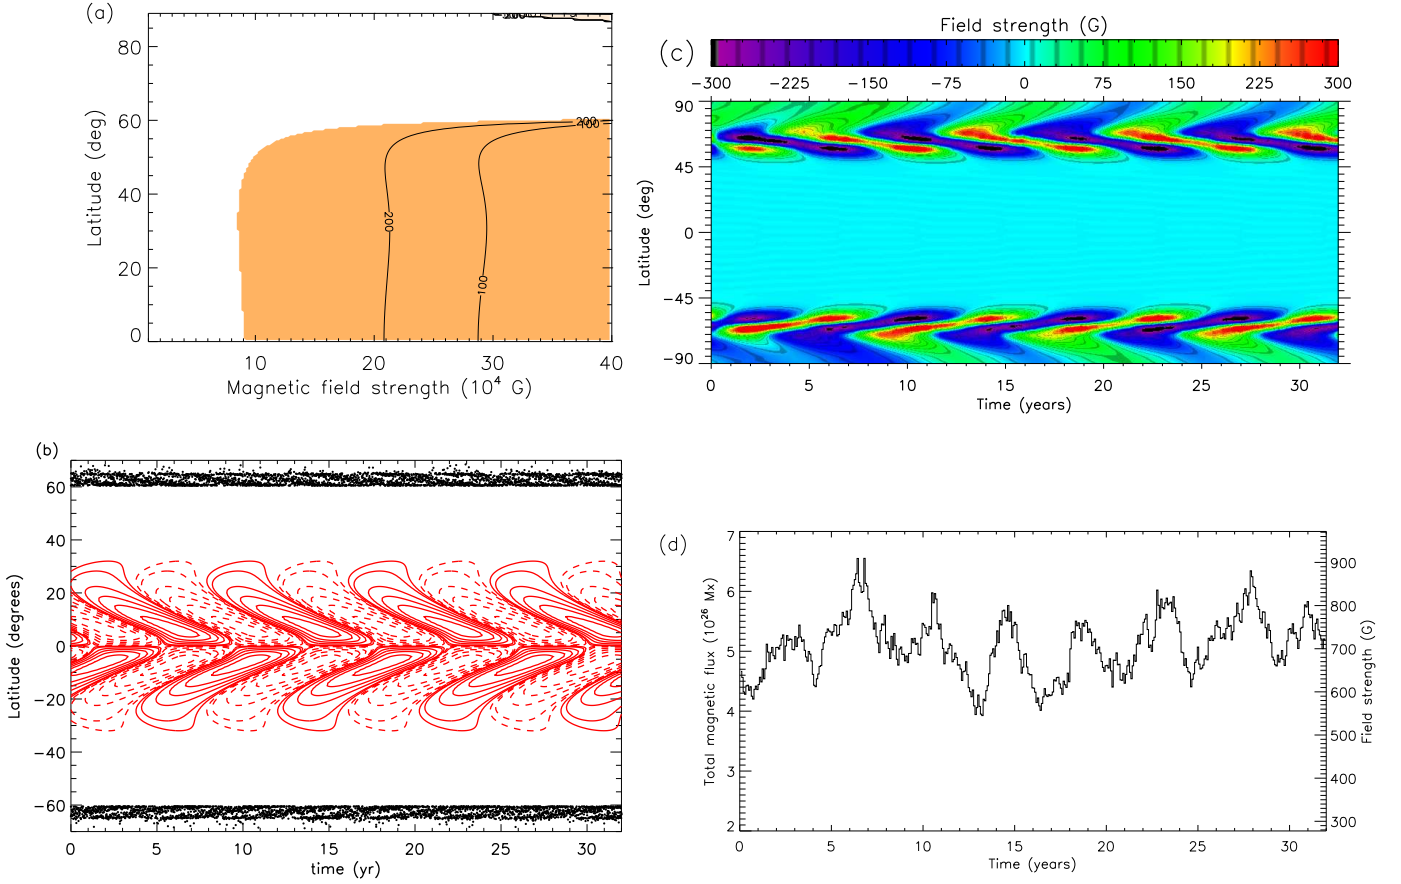 (a)
80
60
40
20
0
10
20
30
40
Latitude (deg)
Magnetic field strength (10⁴ G)
200
100
200
100
(c)
Field strength (G)
−300 −225 −150 −75 0 75 150 225 300
90
45
0
−45
−90
Latitude (deg)
0 5 10 15 20 25 30
Time (years)
(b)
60
40
20
0
−20
−40
−60
Latitude (degrees)
0 5 10 15 20 25 30
time (yr)
(d)
7
6
5
4
3
2
Total magnetic flux (10²⁶ Mx)
900
800
700
600
500
400
300
Field strength (G)
0 5 10 15 20 25 30
Time (years)